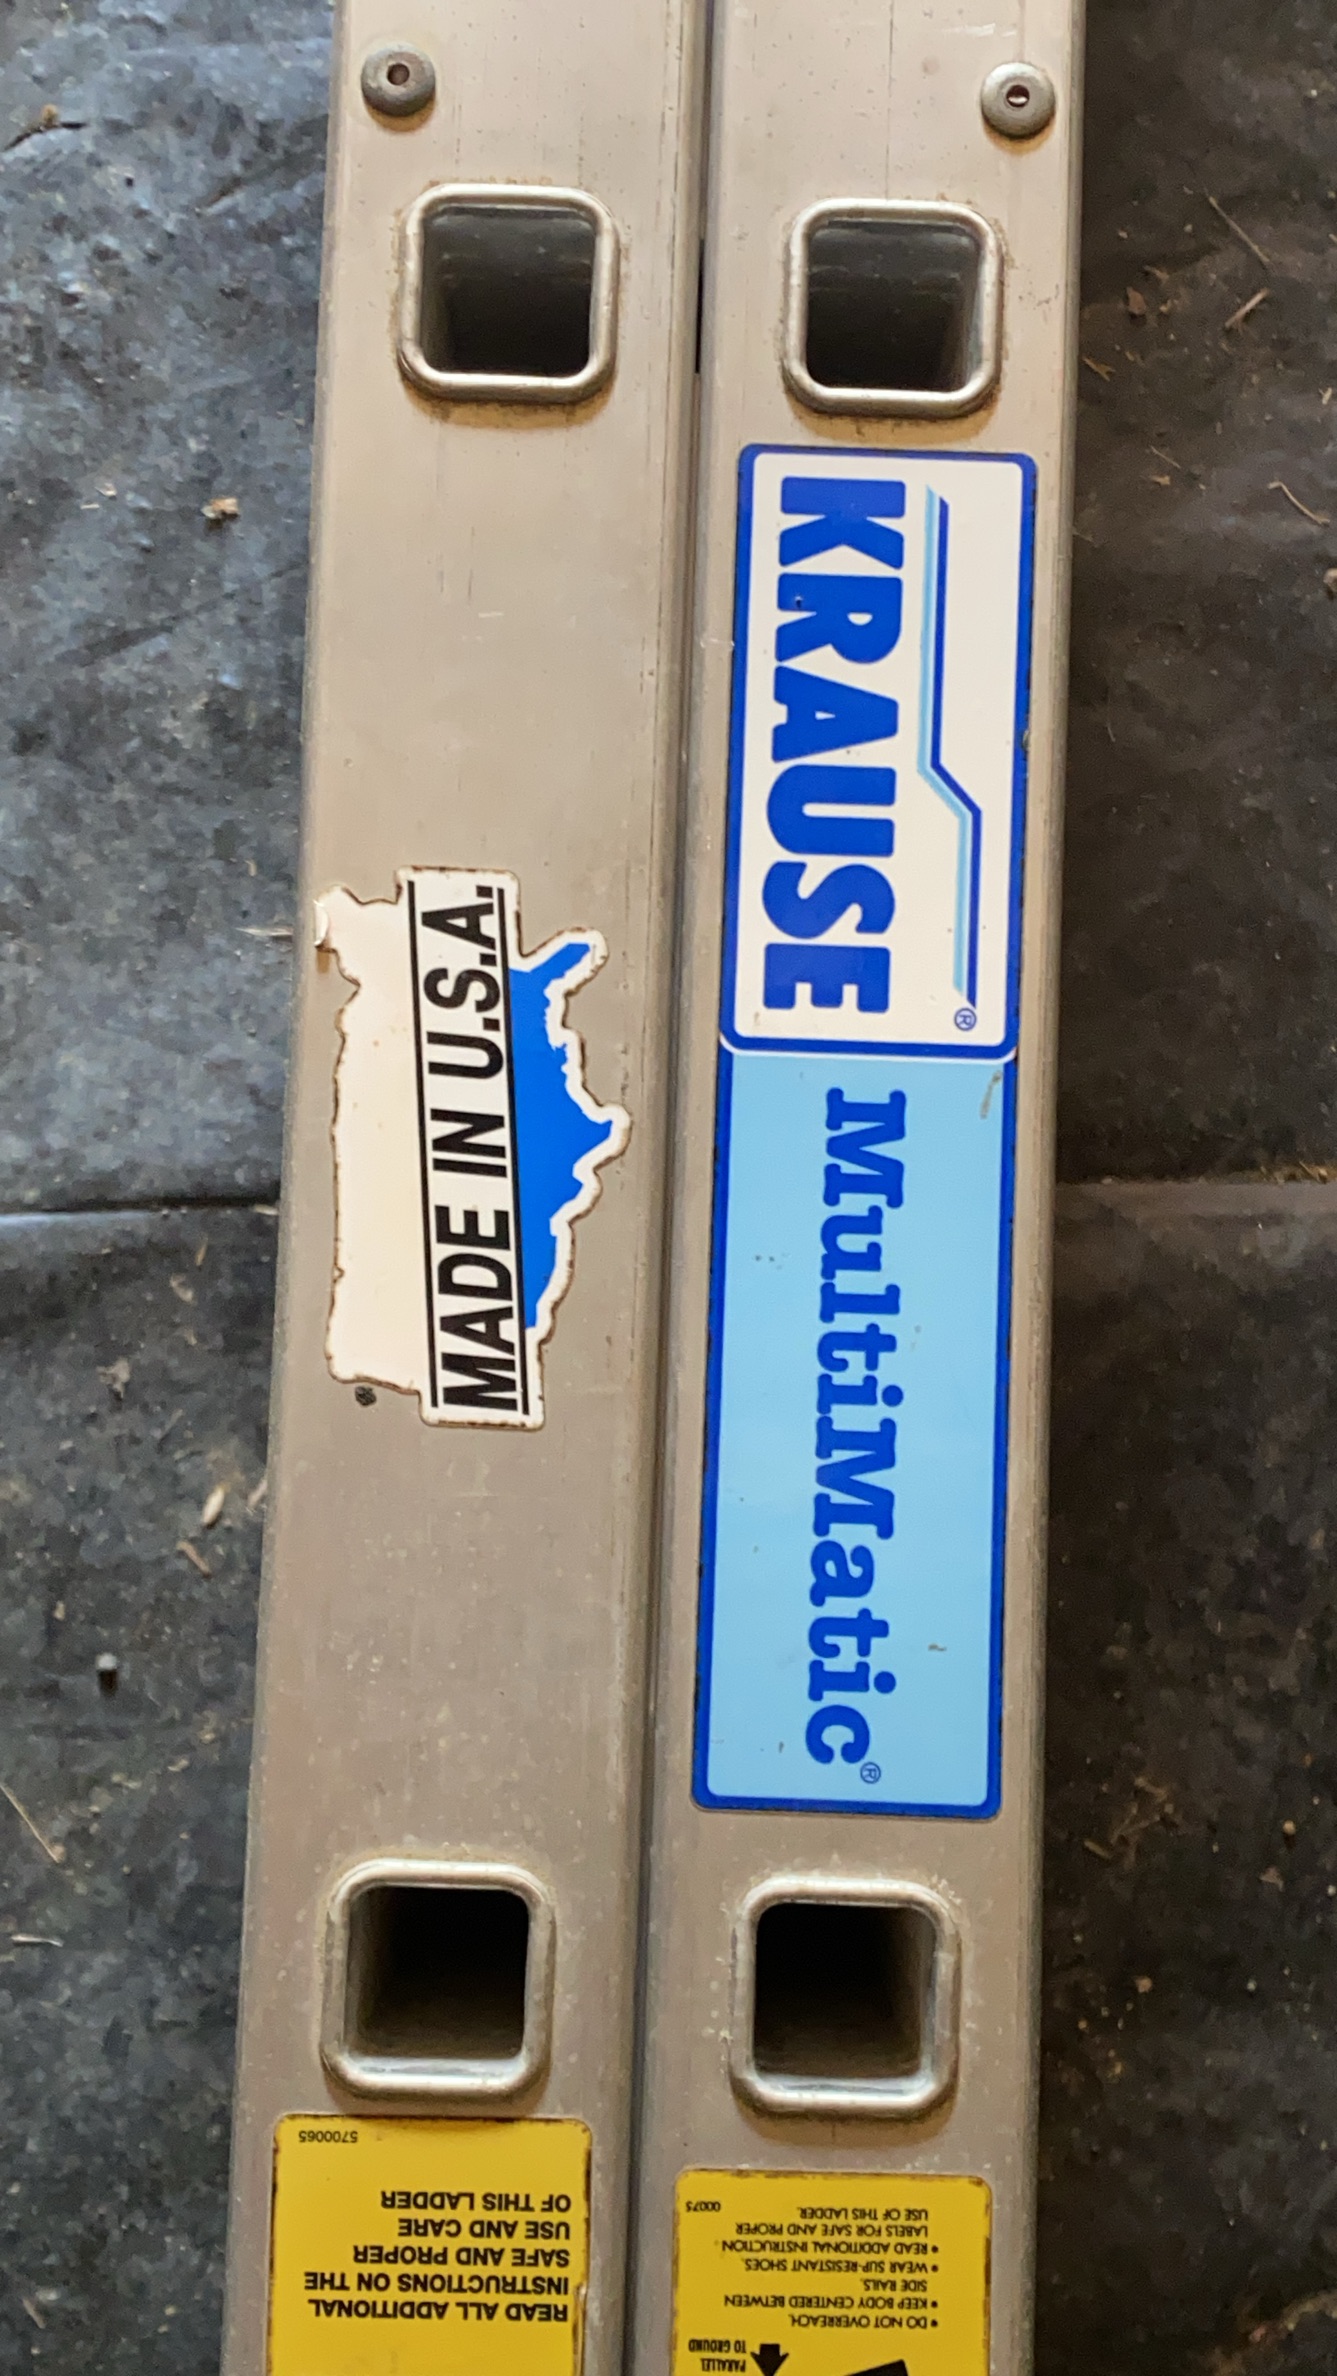 KRAUSE®
MultiMatic®
MADE IN U.S.A.
READ ALL ADDITIONAL
INSTRUCTIONS ON THE
SAFE AND PROPER
USE AND CARE
OF THIS LADDER
5700065
PARALLEL
TO GROUND
• DO NOT OVERREACH.
• KEEP BODY CENTERED BETWEEN
SIDE RAILS.
• WEAR SLIP-RESISTANT SHOES.
• READ ADDITIONAL INSTRUCTION
LABELS FOR SAFE AND PROPER
USE OF THIS LADDER.
00075